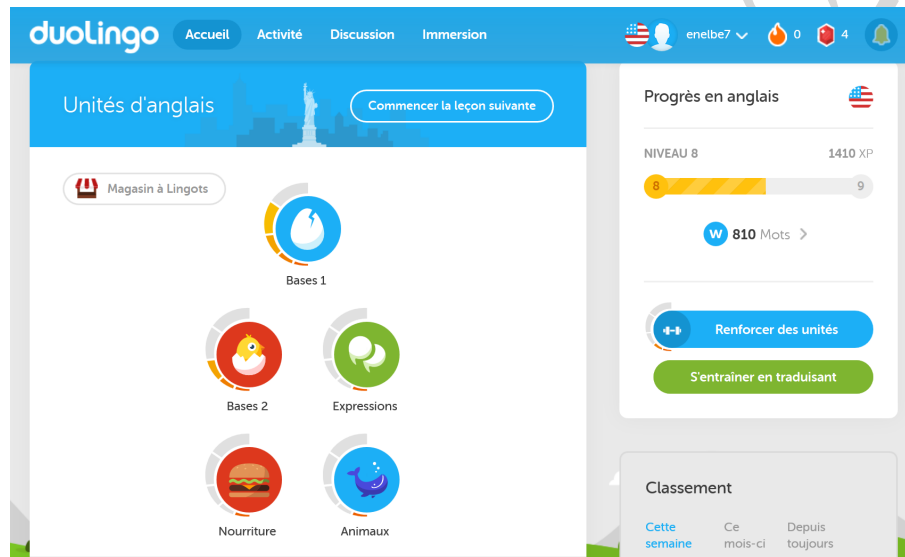 duolingo
Accueil
Activité
Discussion
Immersion
enelbe7
0
4
Unités d'anglais
Commencer la leçon suivante
Magasin à Lingots
Bases 1
Bases 2
Expressions
Nourriture
Animaux
Progrès en anglais
NIVEAU 8
1410 XP
8
9
W 810 Mots >
Renforcer des unités
S'entraîner en traduisant
Classement
Cette semaine
Ce mois-ci
Depuis toujours